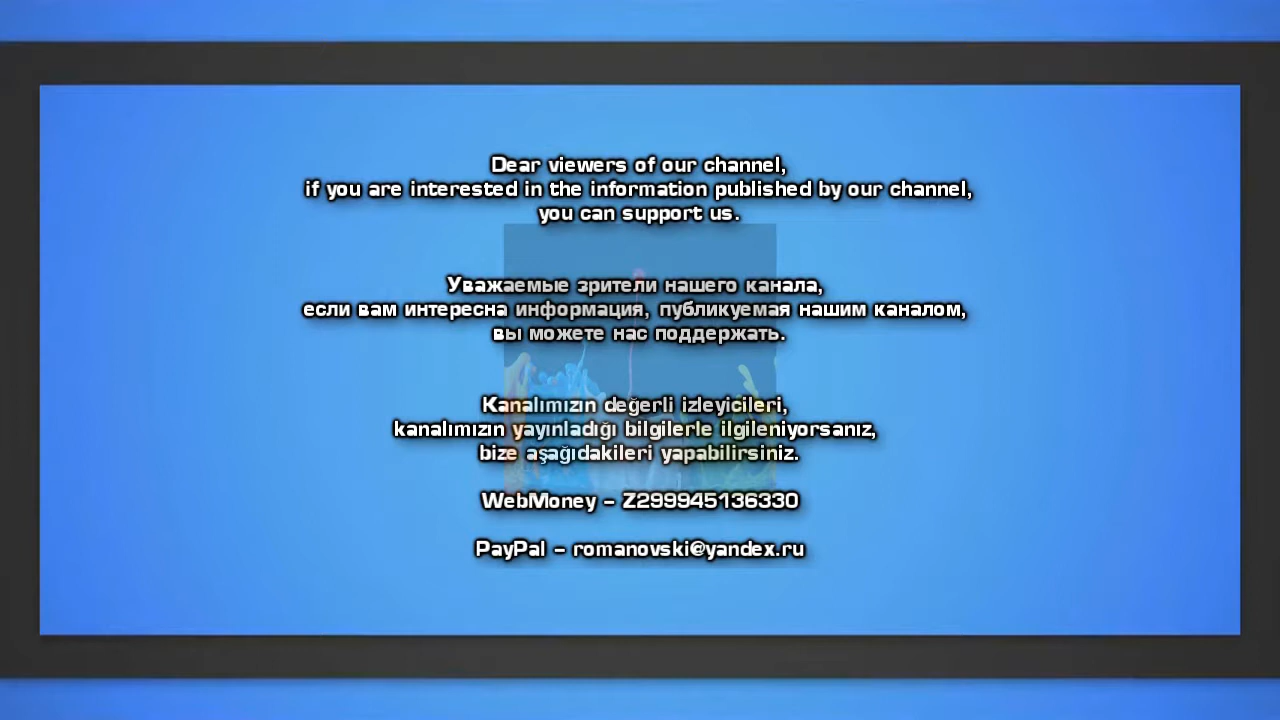 Dear viewers of our channel,
if you are interested in the information published by our channel,
you can support us.
Уважаемые зрители нашего канала,
если вам интересна информация, публикуемая нашим каналом,
вы можете нас поддержать.
Kanalımızın değerli izleyicileri,
kanalımızın yayınladığı bilgilerle ilgileniyorsanız,
bize aşağıdakileri yapabilirsiniz.
WebMoney - Z299945136330
PayPal - romanovski@yandex.ru